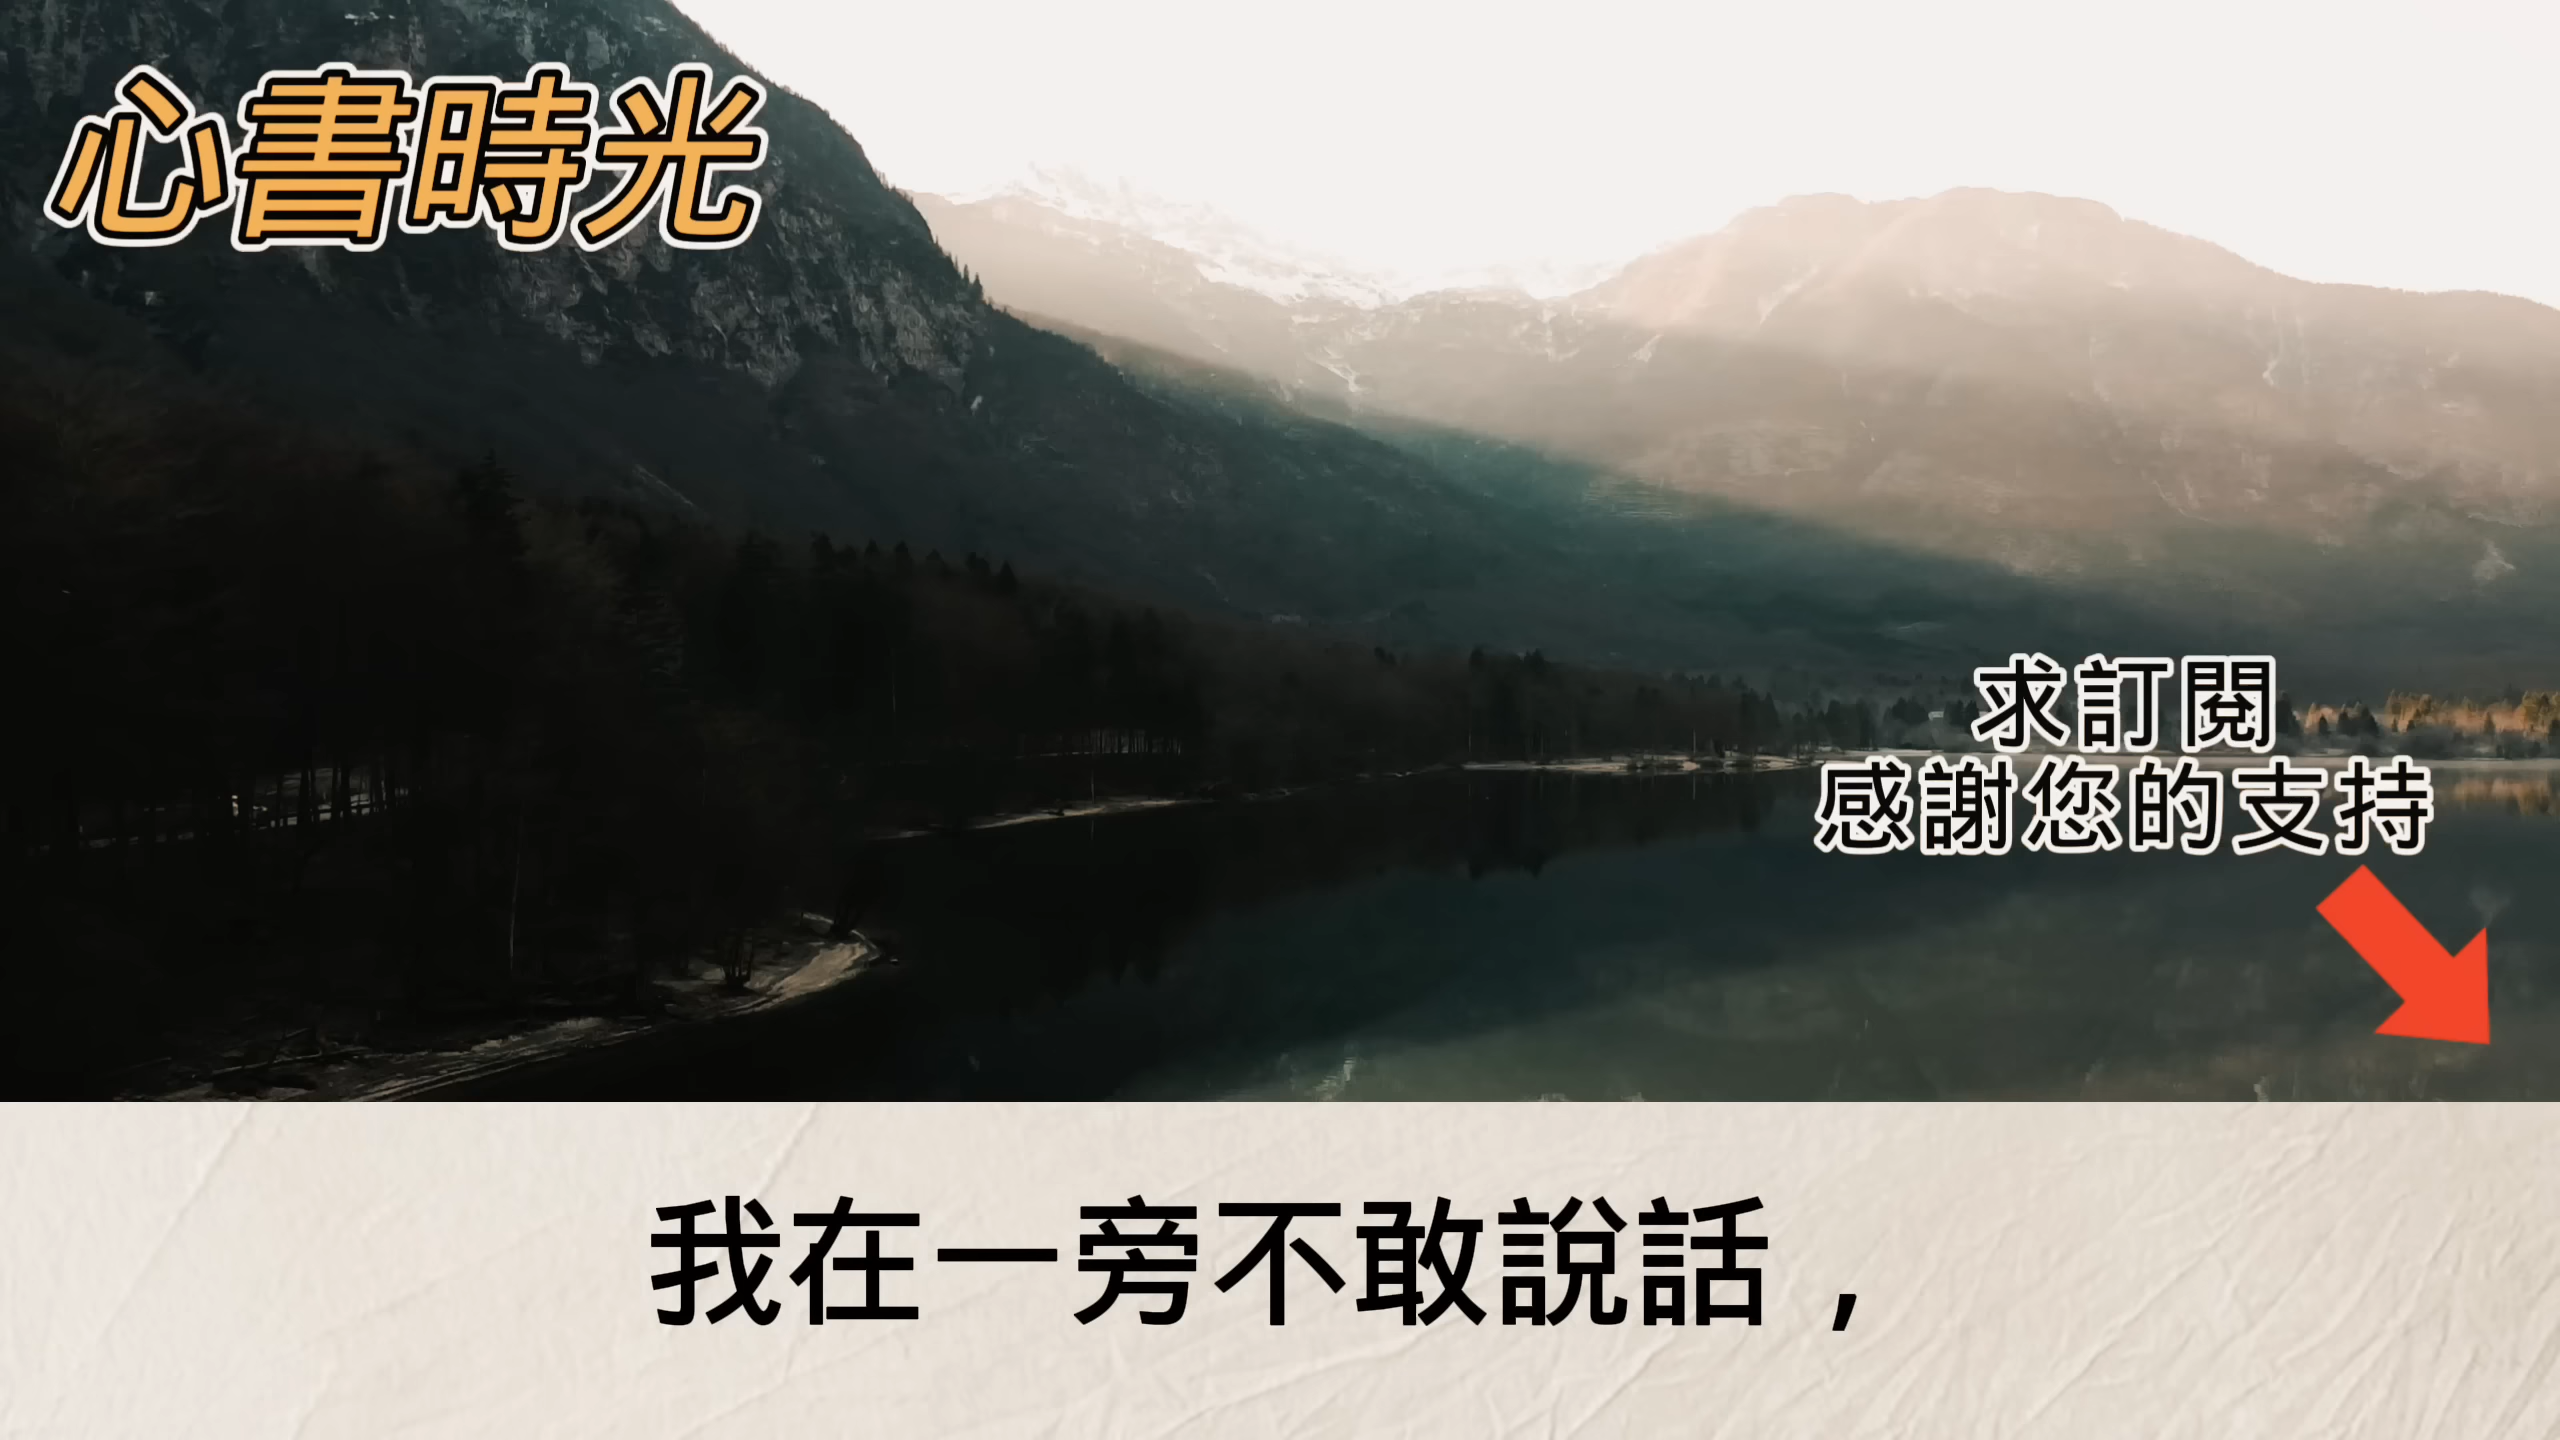 心書時光
求訂閱
感謝您的支持
我在一旁不敢說話，